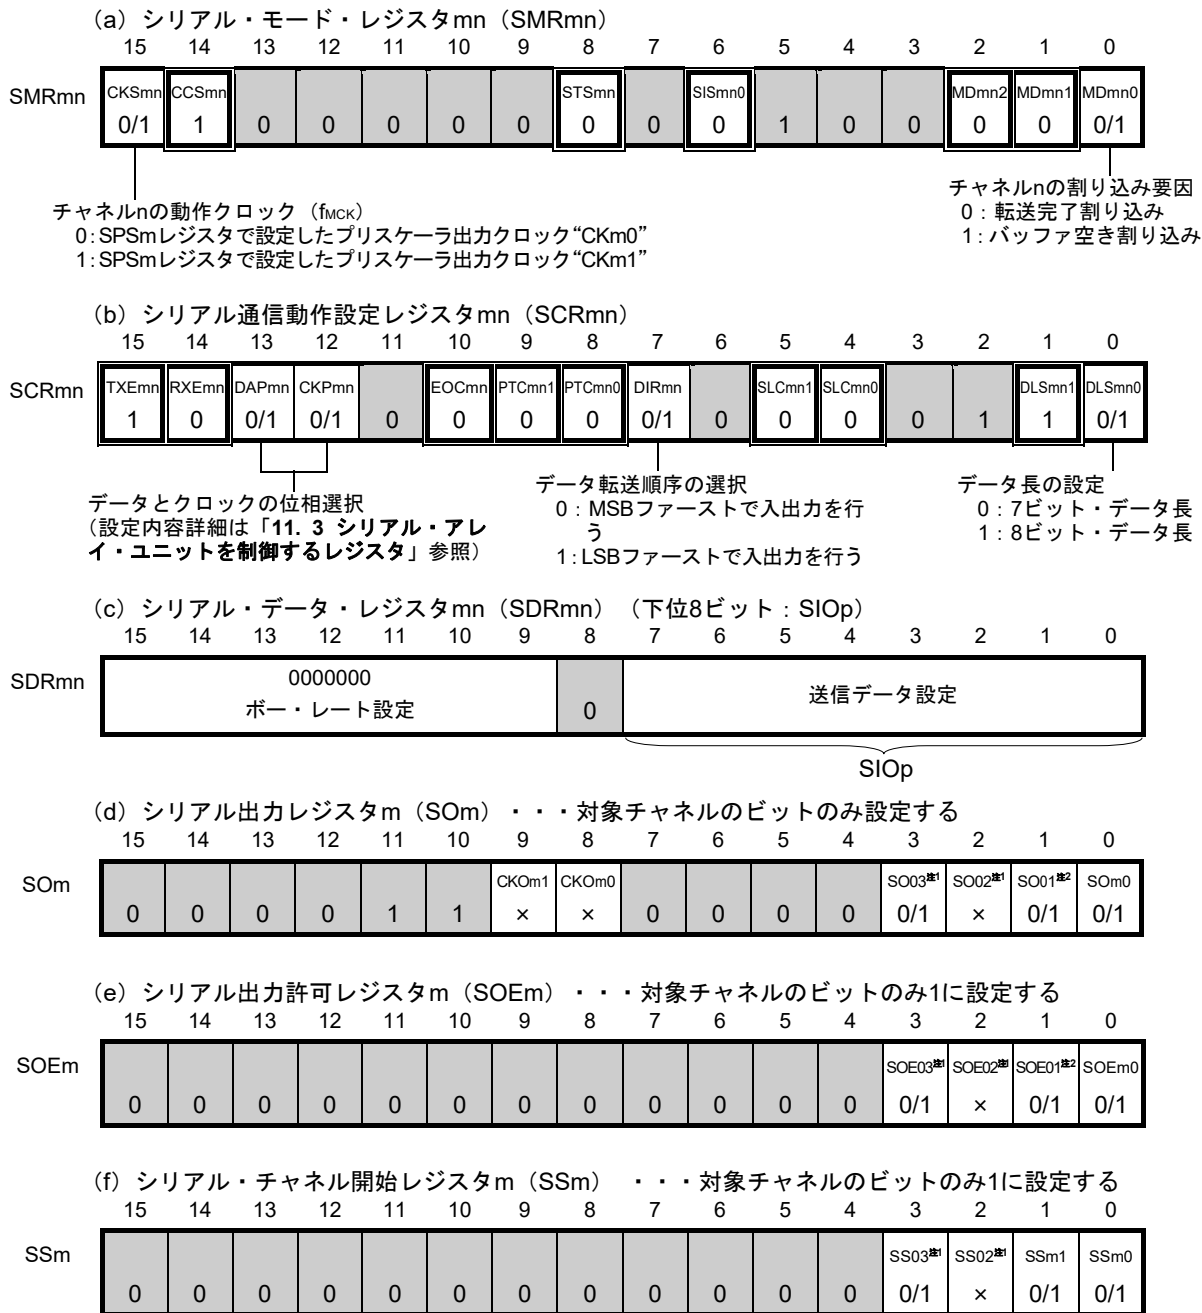 (a) シリアル・モード・レジスタmn（SMRmn）
15 14 13 12 11 10 9 8 7 6 5 4 3 2 1 0
SMRmn
CKSmn CCSmn STSmn SISmn0 MDmn2 MDmn1 MDmn0
0/1 1 0 0 0 0 0 0 0 0 1 0 0 0 0 0/1
チャネルnの動作クロック（fMCK）
0：SPSmレジスタで設定したプリスケーラ出力クロック“CKm0”
1：SPSmレジスタで設定したプリスケーラ出力クロック“CKm1”
チャネルnの割り込み要因
0：転送完了割り込み
1：バッファ空き割り込み
(b) シリアル通信動作設定レジスタmn（SCRmn）
15 14 13 12 11 10 9 8 7 6 5 4 3 2 1 0
SCRmn
TXEmn RXEmn DAPmn CKPmn EOCmn PTCmn1 PTCmn0 DIRmn SLCmn1 SLCmn0 DLSmn1 DLSmn0
1 0 0/1 0/1 0 0 0 0 0/1 0 0 0 0 1 1 0/1
データとクロックの位相選択
（設定内容詳細は「11. 3 シリアル・アレ
イ・ユニットを制御するレジスタ」参照）
データ転送順序の選択
0：MSBファーストで入出力を行
う
1：LSBファーストで入出力を行う
データ長の設定
0：7ビット・データ長
1：8ビット・データ長
(c) シリアル・データ・レジスタmn（SDRmn）（下位8ビット：SIOp）
15 14 13 12 11 10 9 8 7 6 5 4 3 2 1 0
SDRmn
0000000
ボー・レート設定
0
送信データ設定
SIOp
(d) シリアル出力レジスタm（SOm）・・・対象チャネルのビットのみ設定する
15 14 13 12 11 10 9 8 7 6 5 4 3 2 1 0
SOm
CKOm1 CKOm0 SO03注1 SO02注1 SO01注2 SOm0
0 0 0 0 1 1 × × 0 0 0 0 0/1 × 0/1 0/1
(e) シリアル出力許可レジスタm（SOEm）・・・対象チャネルのビットのみ1に設定する
15 14 13 12 11 10 9 8 7 6 5 4 3 2 1 0
SOEm
SOE03注1 SOE02注1 SOE01注2 SOEm0
0 0 0 0 0 0 0 0 0 0 0 0 0/1 × 0/1 0/1
(f) シリアル・チャネル開始レジスタm（SSm）・・・対象チャネルのビットのみ1に設定する
15 14 13 12 11 10 9 8 7 6 5 4 3 2 1 0
SSm
SS03注1 SS02注1 SSm1 SSm0
0 0 0 0 0 0 0 0 0 0 0 0 0/1 × 0/1 0/1